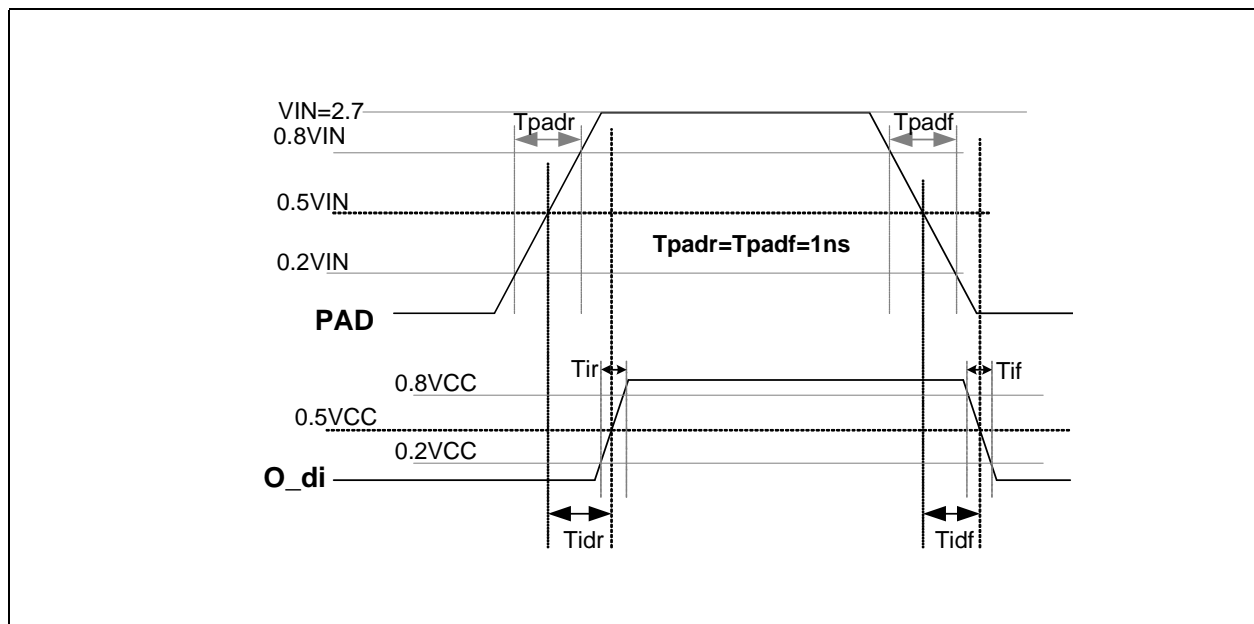 VIN=2.7
Tpadr
Tpadf
0.8VIN
0.5VIN
Tpadr=Tpadf=1ns
0.2VIN
PAD
Tir
Tif
0.8VCC
0.5VCC
0.2VCC
O_di
Tidr
Tidf